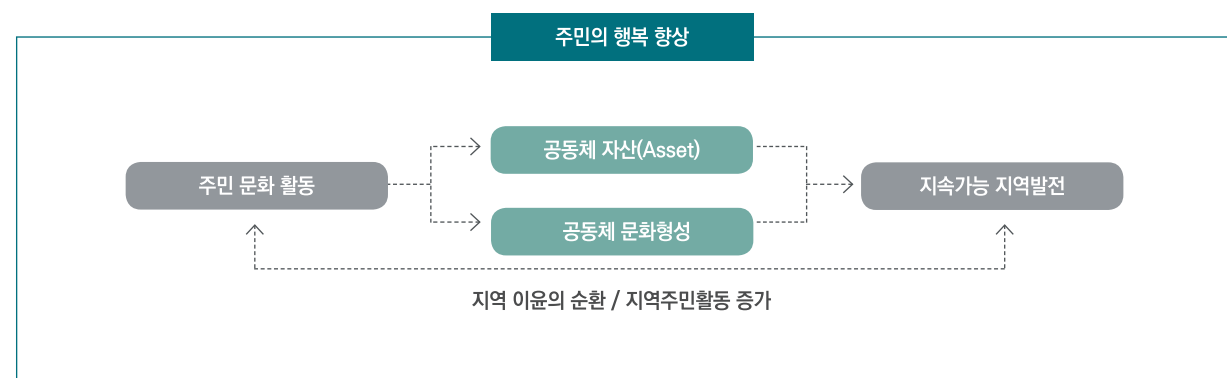 주민의 행복 향상
공동체 자산(Asset)
주민 문화 활동
지속가능 지역발전
공동체 문화형성
지역 이윤의 순환 / 지역주민활동 증가